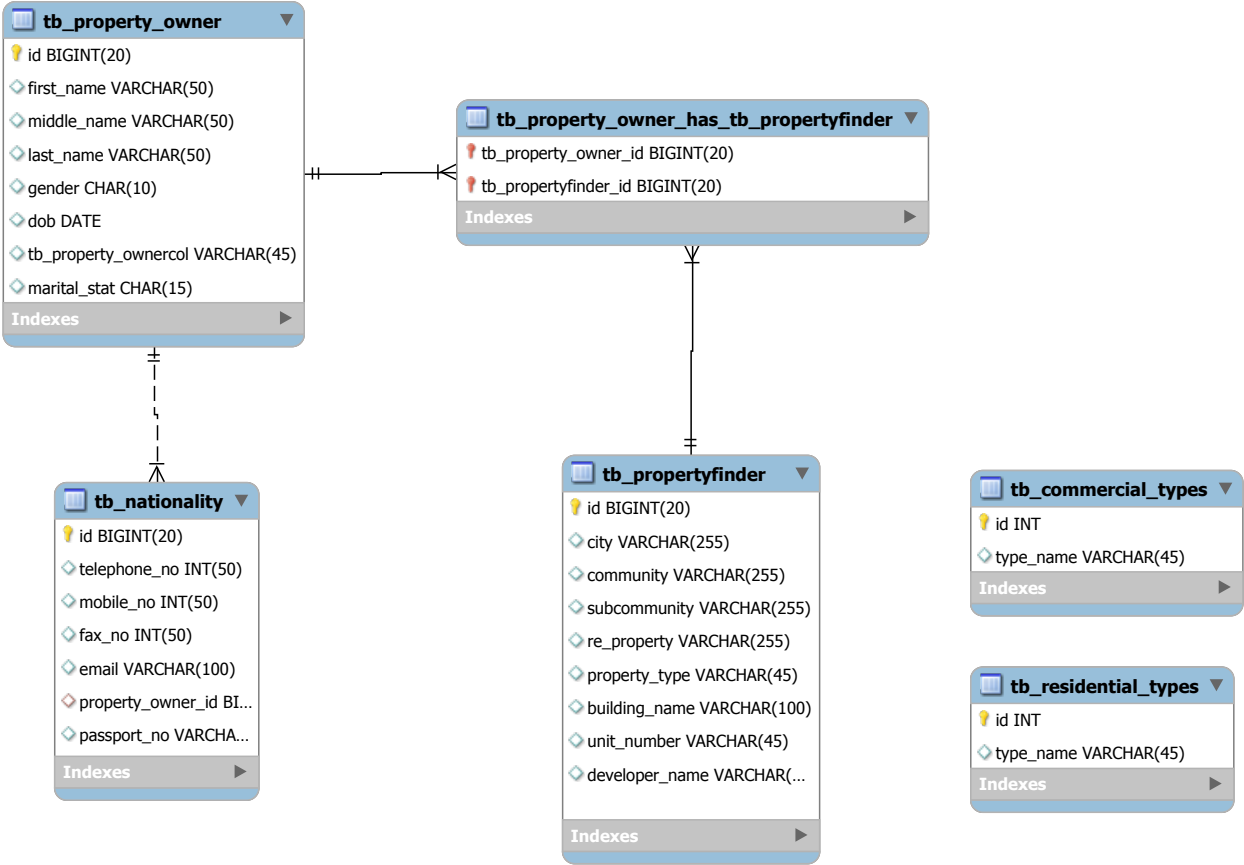 tb_property_owner
id BIGINT(20)
first_name VARCHAR(50)
middle_name VARCHAR(50)
last_name VARCHAR(50)
gender CHAR(10)
dob DATE
tb_property_ownercol VARCHAR(45)
marital_stat CHAR(15)
Indexes
tb_property_owner_has_tb_propertyfinder
tb_property_owner_id BIGINT(20)
tb_propertyfinder_id BIGINT(20)
Indexes
tb_nationality
id BIGINT(20)
telephone_no INT(50)
mobile_no INT(50)
fax_no INT(50)
email VARCHAR(100)
property_owner_id BI...
passport_no VARCHA...
Indexes
tb_propertyfinder
id BIGINT(20)
city VARCHAR(255)
community VARCHAR(255)
subcommunity VARCHAR(255)
re_property VARCHAR(255)
property_type VARCHAR(45)
building_name VARCHAR(100)
unit_number VARCHAR(45)
developer_name VARCHAR(...
Indexes
tb_commercial_types
id INT
type_name VARCHAR(45)
Indexes
tb_residential_types
id INT
type_name VARCHAR(45)
Indexes